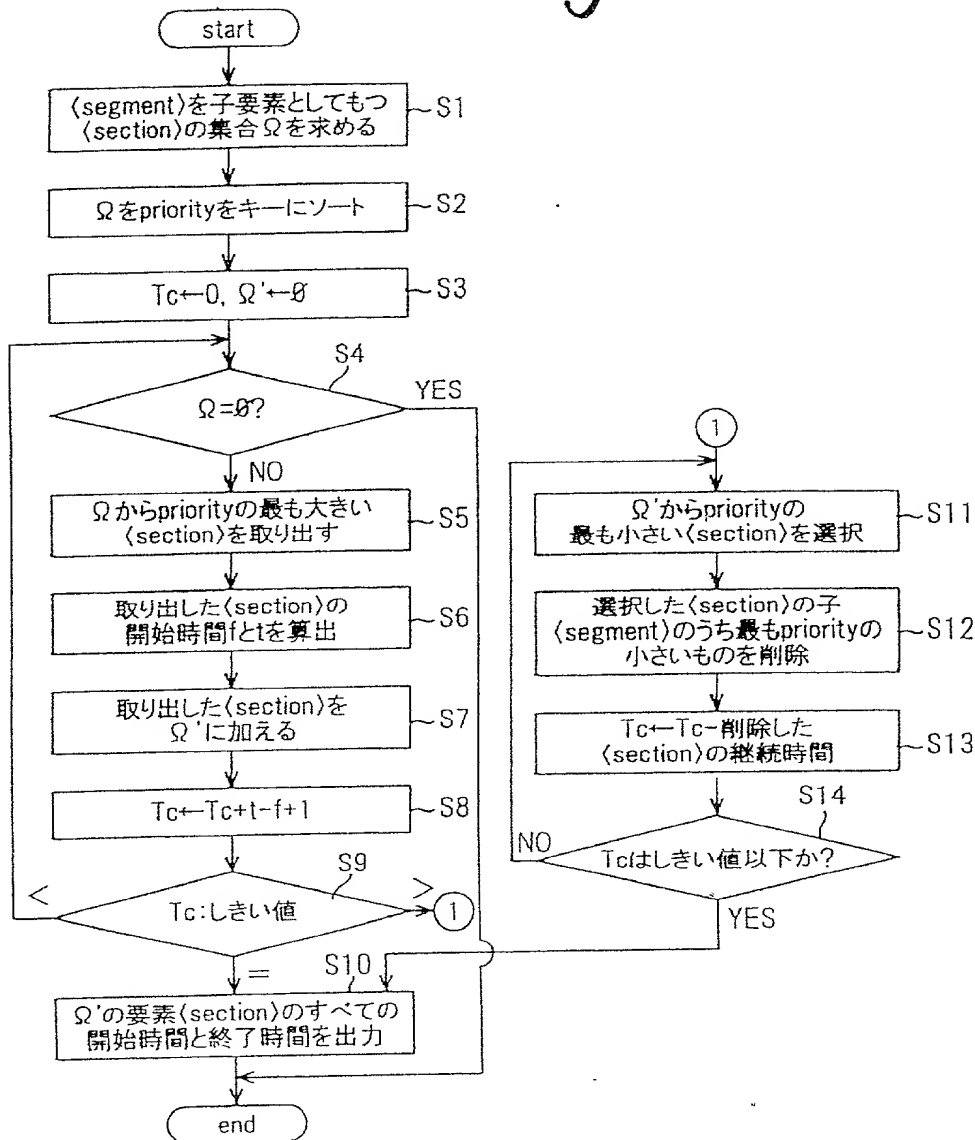 start
〈segment〉を子要素としてもつ
〈section〉の集合Ωを求める
S1
Ωをpriorityをキーにソート
S2
Tc←0, Ω'←∅
S3
S4
Ω=∅?
YES
NO
Ωからpriorityの最も大きい
〈section〉を取り出す
S5
取り出した〈section〉の
開始時間fとtを算出
S6
取り出した〈section〉を
Ω'に加える
S7
Tc←Tc+t-f+1
S8
S9
<
Tc:しきい値
>
1
=
S10
Ω'の要素〈section〉のすべての
開始時間と終了時間を出力
end
1
Ω'からpriorityの
最も小さい〈section〉を選択
S11
選択した〈section〉の子
〈segment〉のうち最もpriorityの
小さいものを削除
S12
Tc←Tc-削除した
〈section〉の継続時間
S13
S14
NO
Tcはしきい値以下か?
YES